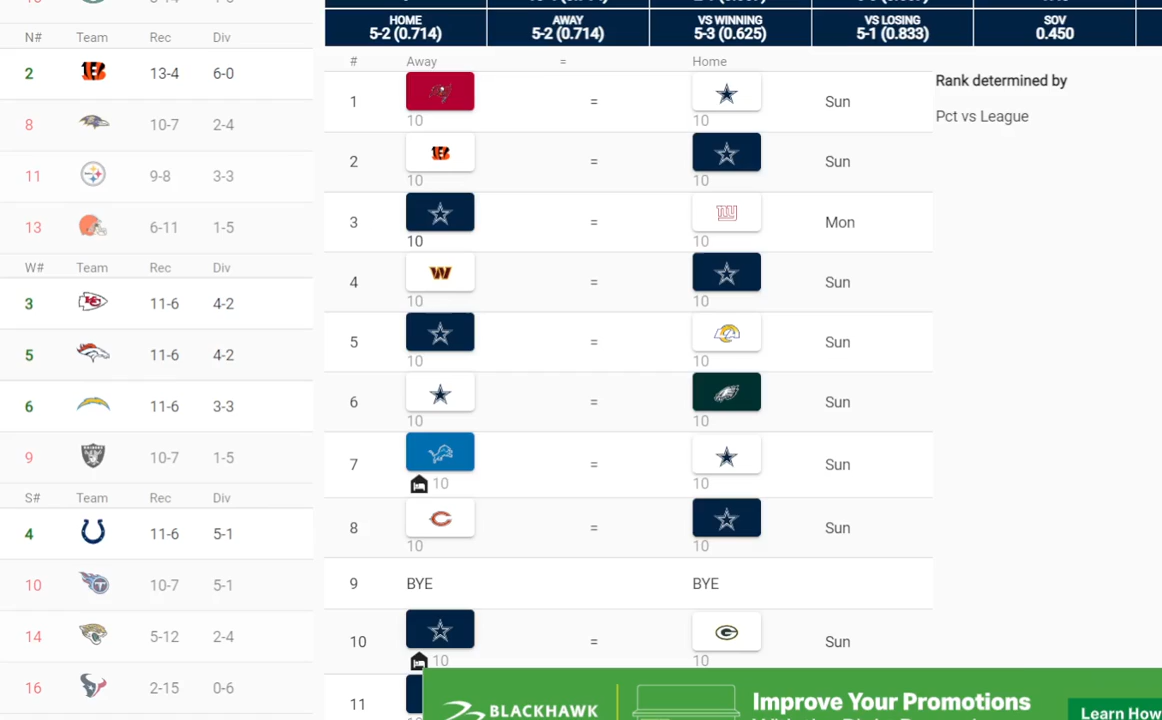 N# Team Rec Div
2 13-4 6-0
8 10-7 2-4
11 9-8 3-3
13 6-11 1-5
W# Team Rec Div
3 11-6 4-2
5 11-6 4-2
6 11-6 3-3
9 10-7 1-5
S# Team Rec Div
4 11-6 5-1
10 10-7 5-1
14 5-12 2-4
16 2-15 0-6
HOME AWAY VS WINNING VS LOSING SOV
5-2 (0.714) 5-2 (0.714) 5-3 (0.625) 5-1 (0.833) 0.450
# Away = Home
1 = Sun
10 10
2 = Sun
10 10
3 = Mon
10 10
4 = Sun
10 10
5 = Sun
10 10
6 = Sun
10 10
7 = Sun
10 10
8 = Sun
10 10
9 BYE BYE
10 = Sun
10 10
11
Rank determined by
Pct vs League
BLACKHAWK
Improve Your Promotions
Learn How